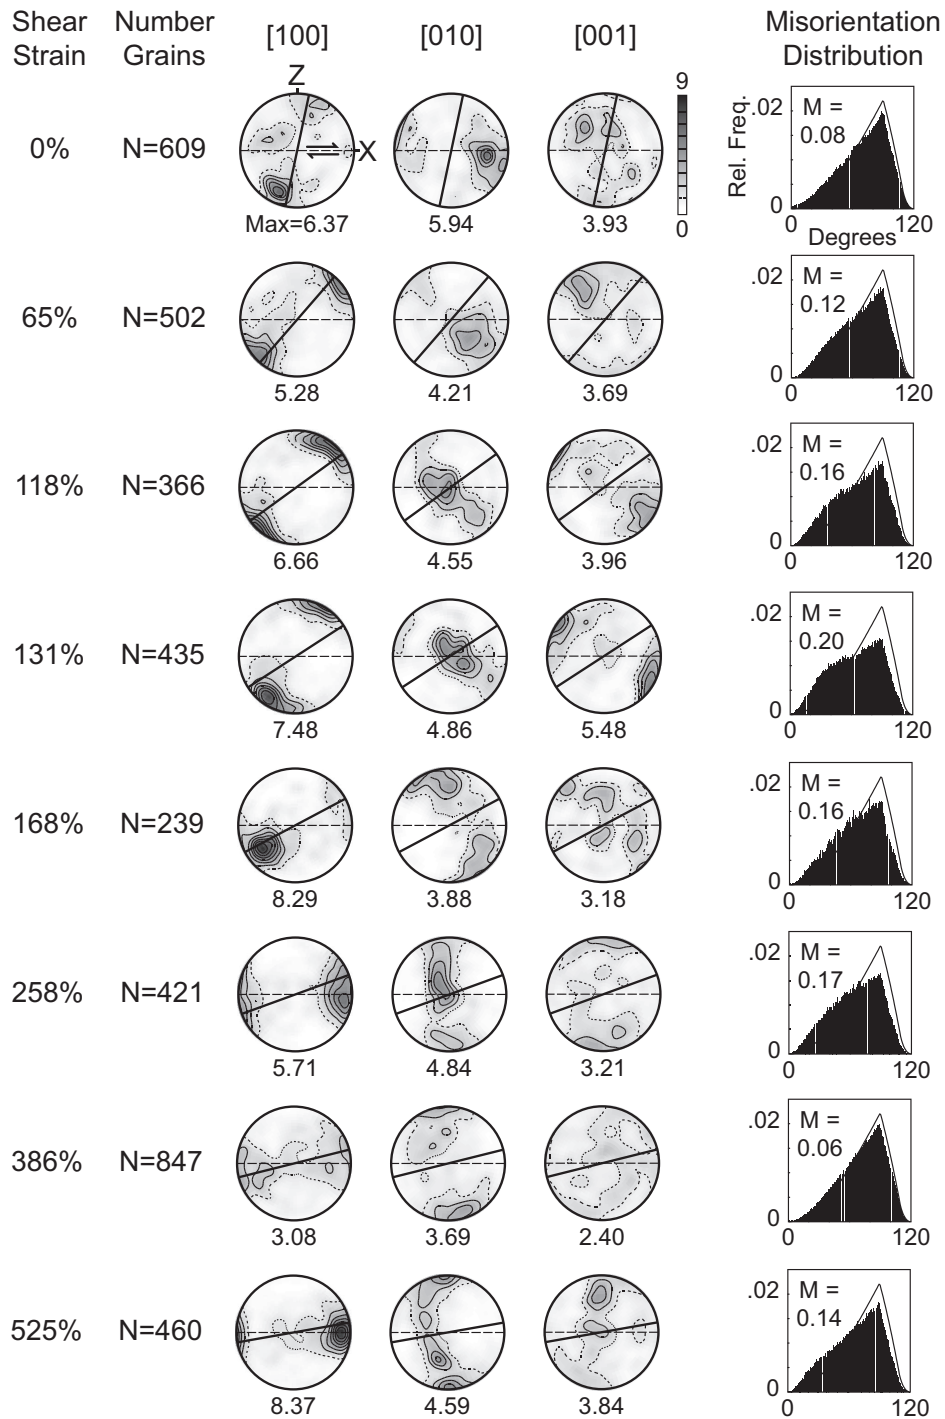 Shear Strain
Number Grains
[100]
[010]
[001]
Misorientation Distribution
0%
N=609
Z
X
Max=6.37
5.94
3.93
9
0
Rel. Freq.
.02
0
M = 0.08
0
120
Degrees
65%
N=502
5.28
4.21
3.69
.02
0
M = 0.12
0
120
118%
N=366
6.66
4.55
3.96
.02
0
M = 0.16
0
120
131%
N=435
7.48
4.86
5.48
.02
0
M = 0.20
0
120
168%
N=239
8.29
3.88
3.18
.02
0
M = 0.16
0
120
258%
N=421
5.71
4.84
3.21
.02
0
M = 0.17
0
120
386%
N=847
3.08
3.69
2.40
.02
0
M = 0.06
0
120
525%
N=460
8.37
4.59
3.84
.02
0
M = 0.14
0
120